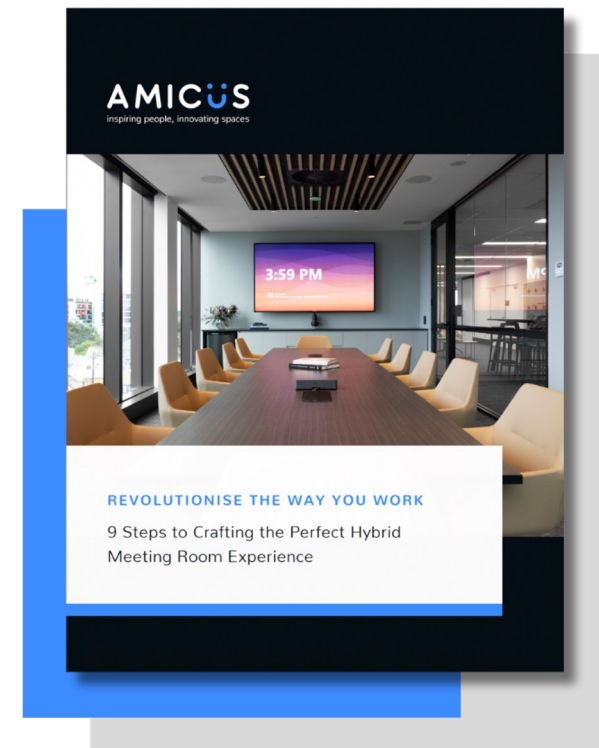 AMICÜS
inspiring people, innovating spaces
3:59 PM
REVOLUTIONISE THE WAY YOU WORK
9 Steps to Crafting the Perfect Hybrid
Meeting Room Experience